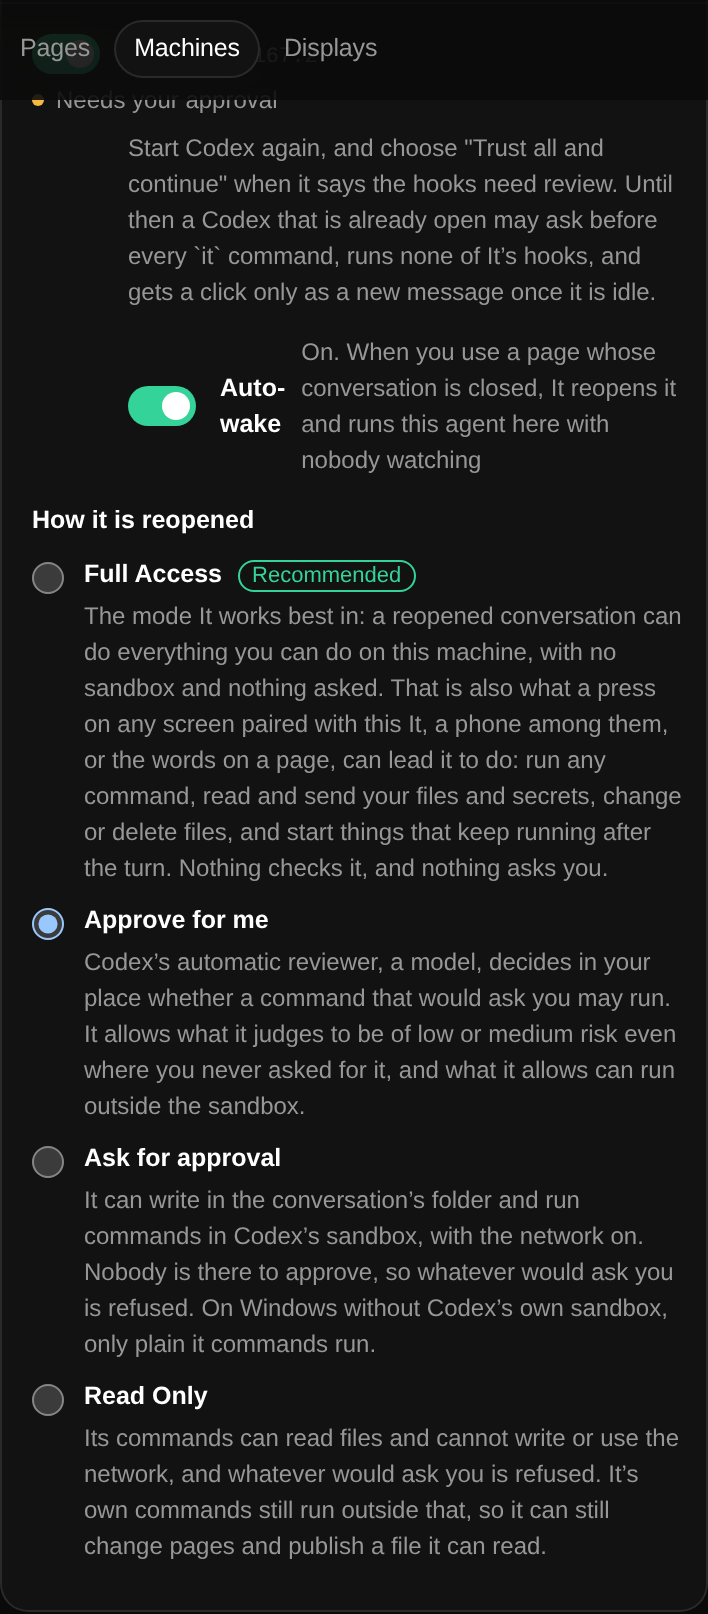 Pages Machines Displays
Needs your approval
Start Codex again, and choose "Trust all and
continue" when it says the hooks need review. Until
then a Codex that is already open may ask before
every `it` command, runs none of It’s hooks, and
gets a click only as a new message once it is idle.
Auto-
wake
On. When you use a page whose
conversation is closed, It reopens it
and runs this agent here with
nobody watching
How it is reopened
Full Access Recommended
The mode It works best in: a reopened conversation can
do everything you can do on this machine, with no
sandbox and nothing asked. That is also what a press
on any screen paired with this It, a phone among them,
or the words on a page, can lead it to do: run any
command, read and send your files and secrets, change
or delete files, and start things that keep running after
the turn. Nothing checks it, and nothing asks you.
Approve for me
Codex’s automatic reviewer, a model, decides in your
place whether a command that would ask you may run.
It allows what it judges to be of low or medium risk even
where you never asked for it, and what it allows can run
outside the sandbox.
Ask for approval
It can write in the conversation’s folder and run
commands in Codex’s sandbox, with the network on.
Nobody is there to approve, so whatever would ask you
is refused. On Windows without Codex’s own sandbox,
only plain it commands run.
Read Only
Its commands can read files and cannot write or use the
network, and whatever would ask you is refused. It’s
own commands still run outside that, so it can still
change pages and publish a file it can read.